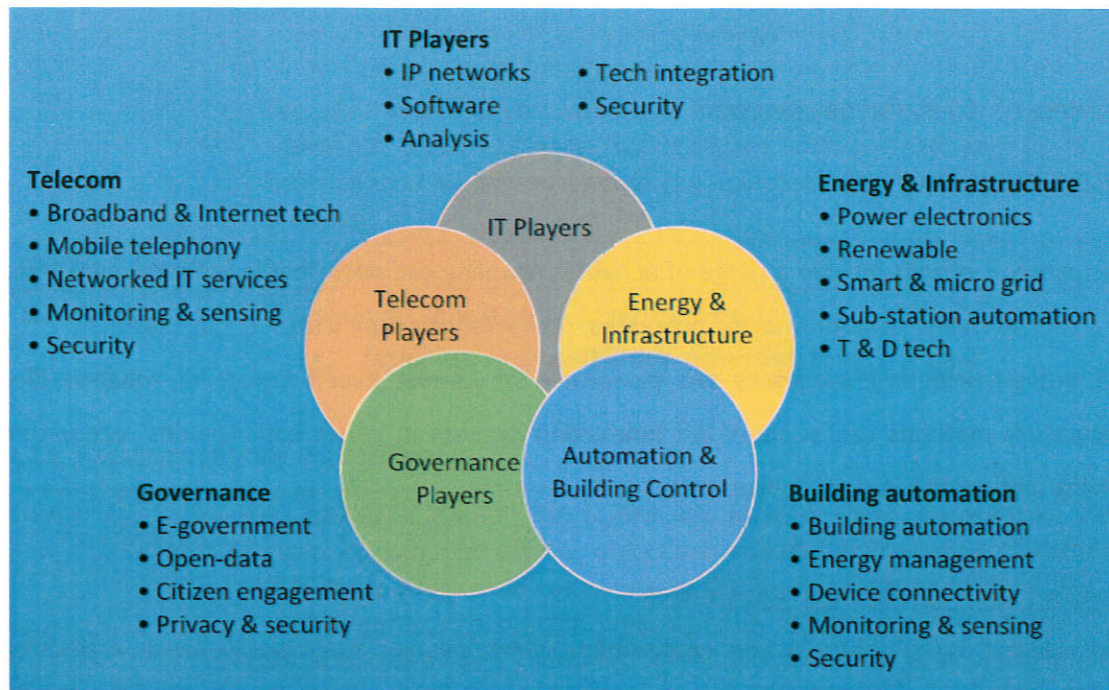 IT Players
• IP networks
• Software
• Analysis
• Tech integration
• Security
Telecom
• Broadband & Internet tech
• Mobile telephony
• Networked IT services
• Monitoring & sensing
• Security
Energy & Infrastructure
• Power electronics
• Renewable
• Smart & micro grid
• Sub-station automation
• T & D tech
IT Players
Telecom
Players
Energy &
Infrastructure
Governance
Players
Automation &
Building Control
Governance
• E-government
• Open-data
• Citizen engagement
• Privacy & security
Building automation
• Building automation
• Energy management
• Device connectivity
• Monitoring & sensing
• Security